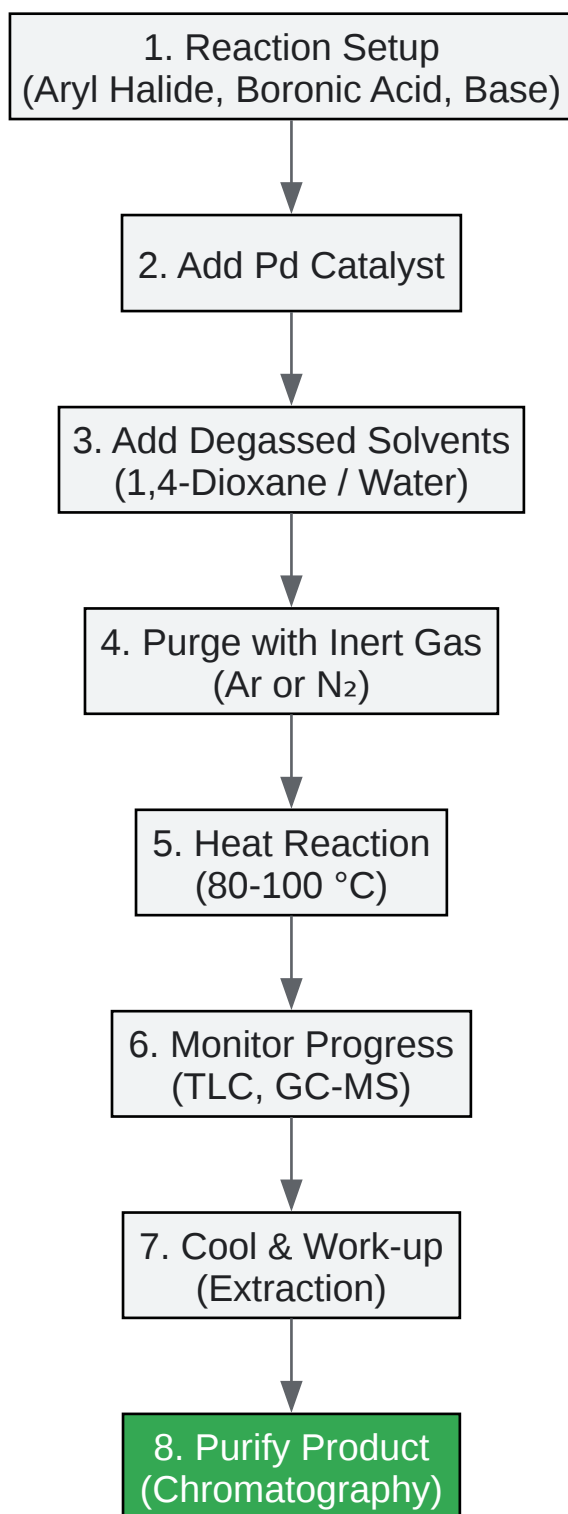 1. Reaction Setup
(Aryl Halide, Boronic Acid, Base)
2. Add Pd Catalyst
3. Add Degassed Solvents
(1,4-Dioxane / Water)
4. Purge with Inert Gas
(Ar or N₂)
5. Heat Reaction
(80-100 °C)
6. Monitor Progress
(TLC, GC-MS)
7. Cool & Work-up
(Extraction)
8. Purify Product
(Chromatography)